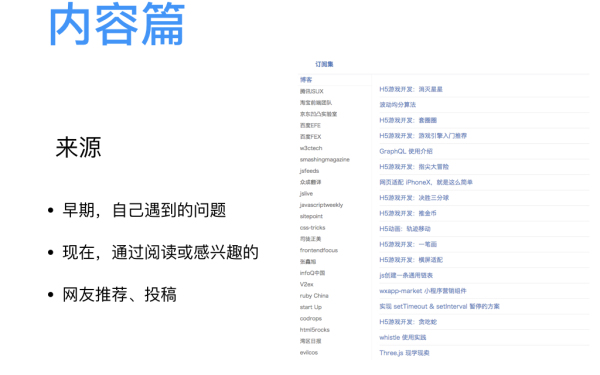 内容篇
来源
• 早期，自己遇到的问题
• 现在，通过阅读或感兴趣的
• 网友推荐、投稿
订阅集
博客
腾讯ISUX
淘宝前端团队
京东凹凸实验室
百度EFE
百度FEX
w3ctech
smashingmagazine
jsfeeds
众成翻译
jslive
javascriptweekly
sitepoint
css-tricks
司徒正美
frontendfocus
张鑫旭
infoQ中国
V2ex
ruby China
start Up
codrops
html5rocks
湾区日报
evilcos
H5游戏开发：消灭星星
波动均分算法
H5游戏开发：套圈圈
H5游戏开发：游戏引擎入门推荐
GraphQL 使用介绍
H5游戏开发：指尖大冒险
网页适配 iPhoneX，就是这么简单
H5游戏开发：决胜三分球
H5游戏开发：推金币
H5动画：轨迹移动
H5游戏开发：一笔画
H5游戏开发：横屏适配
js创建一条通用链表
wxapp-market 小程序营销组件
实现 setTimeout & setInterval 暂停的方案
H5游戏开发：贪吃蛇
whistle 使用实践
Three.js 现学现卖